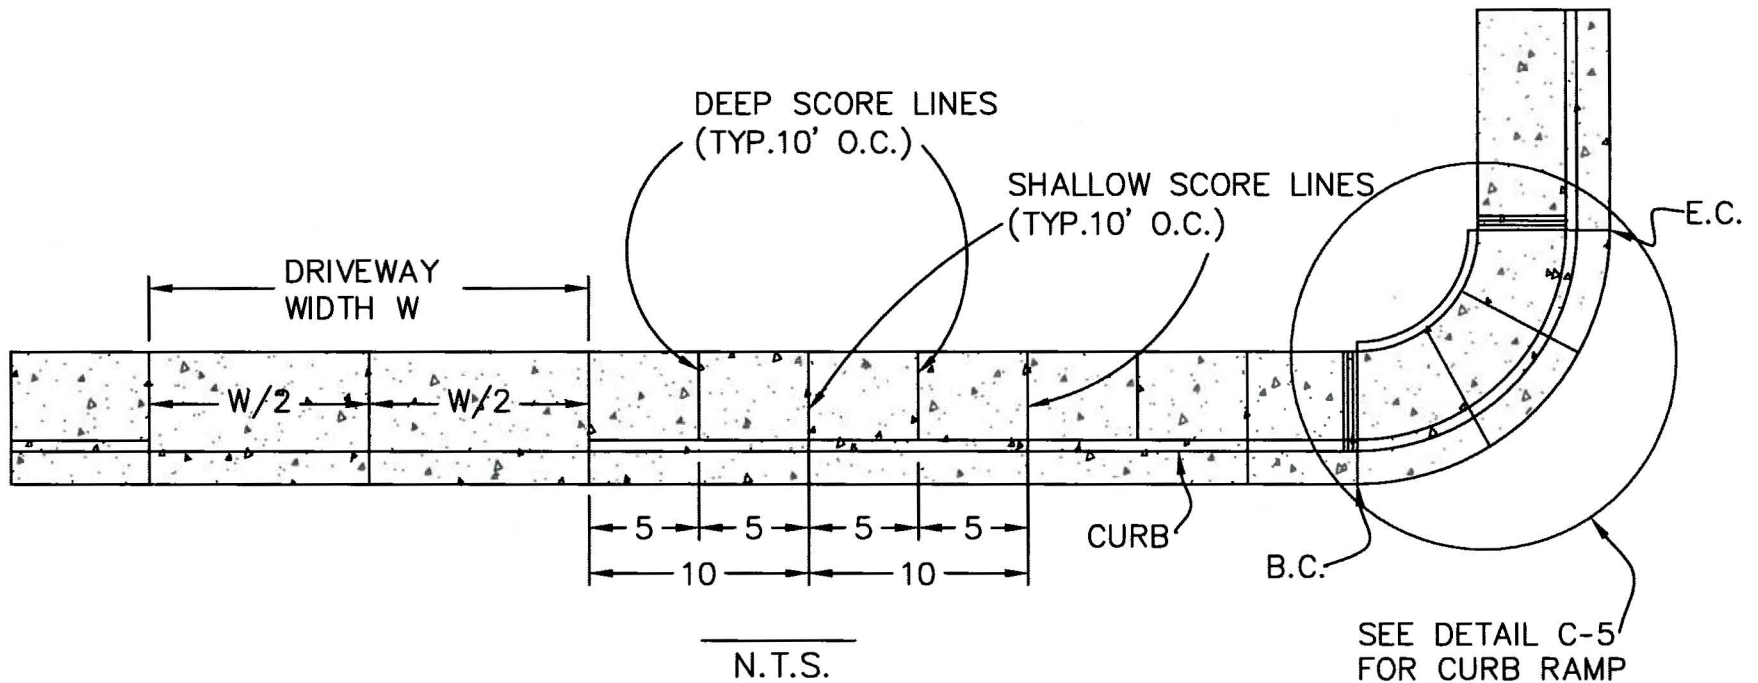 DEEP SCORE LINES
(TYP.10' O.C.)
SHALLOW SCORE LINES
(TYP.10' O.C.)
E.C.
DRIVEWAY
WIDTH W
W/2
W/2
5
5
5
5
10
10
CURB
B.C.
SEE DETAIL C-5
FOR CURB RAMP
N.T.S.